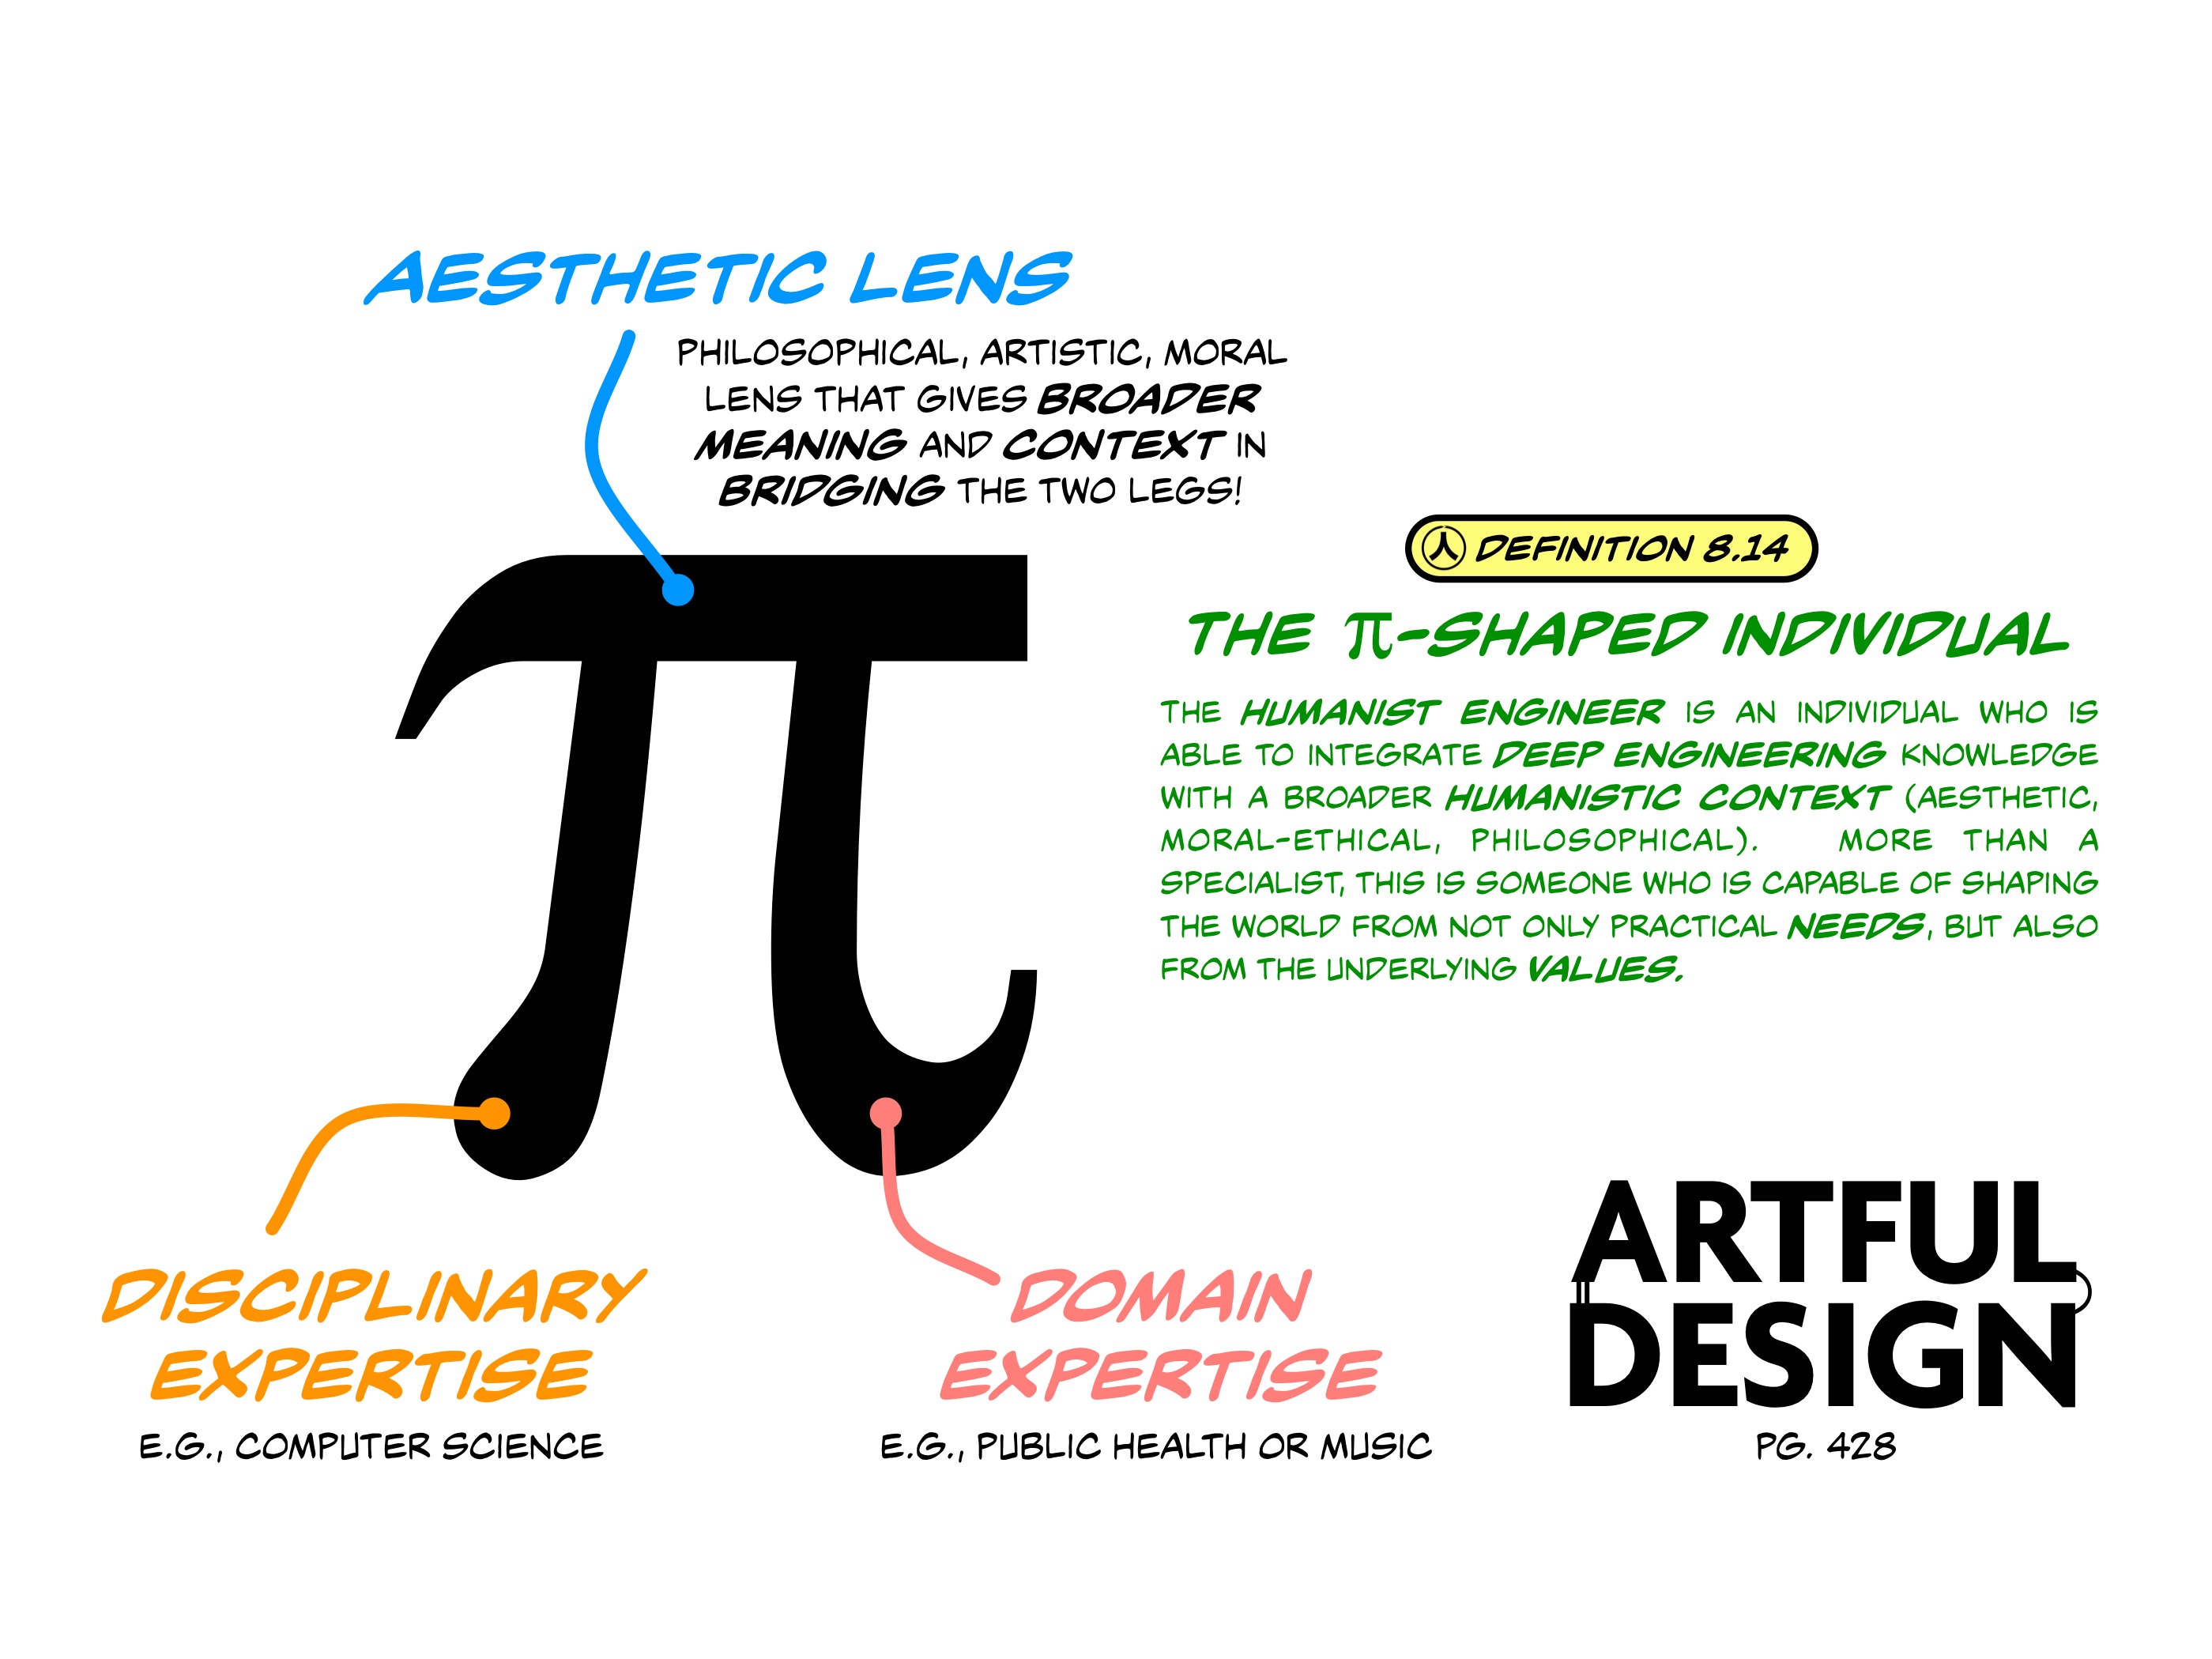 AESTHETIC LENS
PHILOSOPHICAL, ARTISTIC, MORAL
LENS THAT GIVES BROADER
MEANING AND CONTEXT IN
BRIDGING THE TWO LEGS!
π
DEFINITION 8.14
THE π-SHAPED INDIVIDUAL
THE HUMANIST ENGINEER IS AN INDIVIDUAL WHO IS
ABLE TO INTEGRATE DEEP ENGINEERING KNOWLEDGE
WITH A BROADER HUMANISTIC CONTEXT (AESTHETIC,
MORAL-ETHICAL, PHILOSOPHICAL). MORE THAN A
SPECIALIST, THIS IS SOMEONE WHO IS CAPABLE OF SHAPING
THE WORLD FROM NOT ONLY PRACTICAL NEEDS, BUT ALSO
FROM THE UNDERLYING VALUES.
DISCIPLINARY
EXPERTISE
E.G., COMPUTER SCIENCE
DOMAIN
EXPERTISE
E.G., PUBLIC HEALTH OR MUSIC
ARTFUL
DESIGN
PG. 428